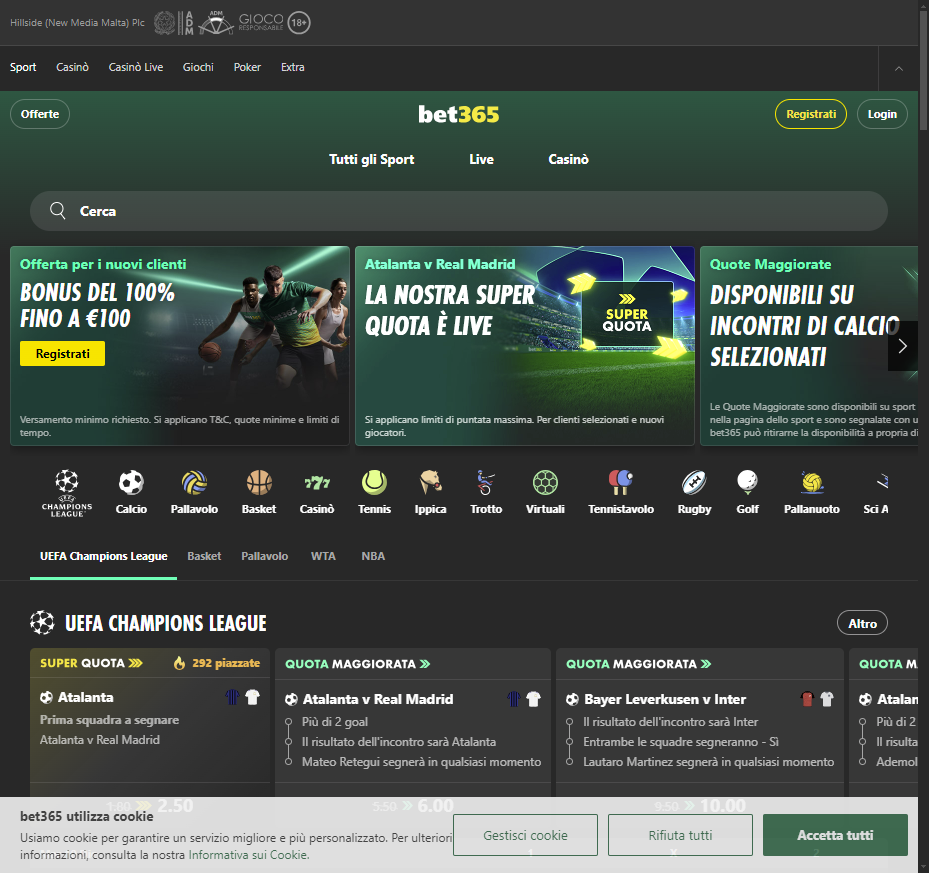 Hillside (New Media Malta) Plc
ADM
ADM
GIOCO
RESPONSABILE
18+
Sport
Casinò
Casinò Live
Giochi
Poker
Extra
Offerte
bet365
Registrati
Login
Tutti gli Sport
Live
Casinò
Cerca
Offerta per i nuovi clienti
BONUS DEL 100%
FINO A €100
Registrati
Versamento minimo richiesto. Si applicano T&C, quote minime e limiti di
tempo.
Atalanta v Real Madrid
LA NOSTRA SUPER
QUOTA È LIVE
SUPER
QUOTA
Si applicano limiti di puntata massima. Per clienti selezionati e nuovi
giocatori.
Quote Maggiorate
DISPONIBILI SU
INCONTRI DI CALCIO
SELEZIONATI
Le Quote Maggiorate sono disponibili su sport
nella pagina dello sport e sono segnalate con u
bet365 può ritirarne la disponibilità a propria di
UEFA
CHAMPIONS
LEAGUE
Calcio
Pallavolo
Basket
777
Casinò
Tennis
Ippica
Trotto
Virtuali
Tennistavolo
Rugby
Golf
Pallanuoto
Sci A
UEFA Champions League
Basket
Pallavolo
WTA
NBA
UEFA CHAMPIONS LEAGUE
Altro
SUPER QUOTA
292 piazzate
Atalanta
Prima squadra a segnare
Atalanta v Real Madrid
1.80 2.50
QUOTA MAGGIORATA
Atalanta v Real Madrid
Più di 2 goal
Il risultato dell'incontro sarà Atalanta
Mateo Retegui segnerà in qualsiasi momento
5.50 6.00
QUOTA MAGGIORATA
Bayer Leverkusen v Inter
Il risultato dell'incontro sarà Inter
Entrambe le squadre segneranno - Sì
Lautaro Martinez segnerà in qualsiasi momento
9.50 10.00
QUOTA M
Atalan
Più di 2
Il risulta
Ademol
bet365 utilizza cookie
Usiamo cookie per garantire un servizio migliore e più personalizzato. Per ulteriori
informazioni, consulta la nostra Informativa sui Cookie.
Gestisci cookie
Rifiuta tutti
Accetta tutti
1
X
2